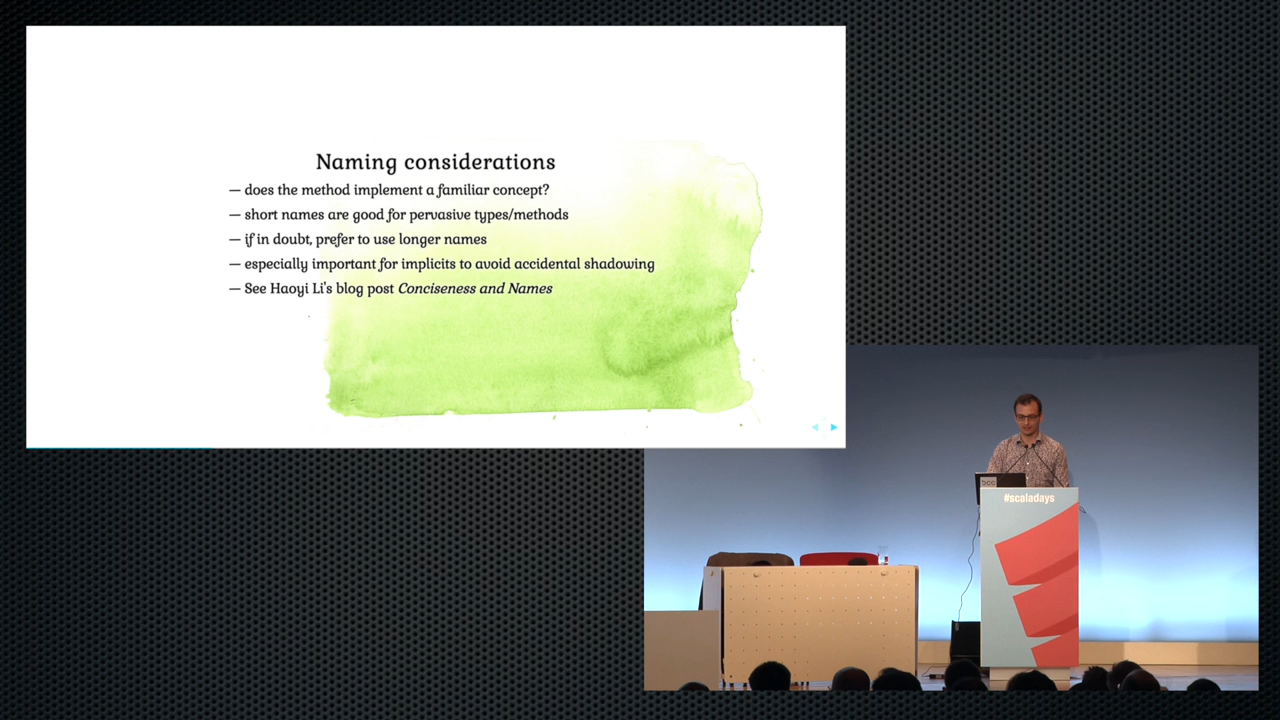 Naming considerations
— does the method implement a familiar concept?
— short names are good for pervasive types/methods
— if in doubt, prefer to use longer names
— especially important for implicits to avoid accidental shadowing
— See Haoyi Li's blog post Conciseness and Names
#scaladays